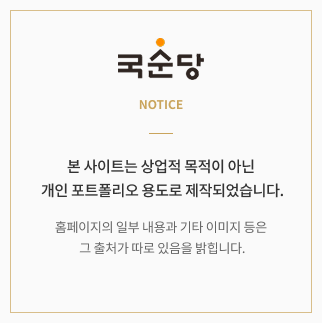 국순당
NOTICE
본 사이트는 상업적 목적이 아닌
개인 포트폴리오 용도로 제작되었습니다.
홈페이지의 일부 내용과 기타 이미지 등은
그 출처가 따로 있음을 밝힙니다.